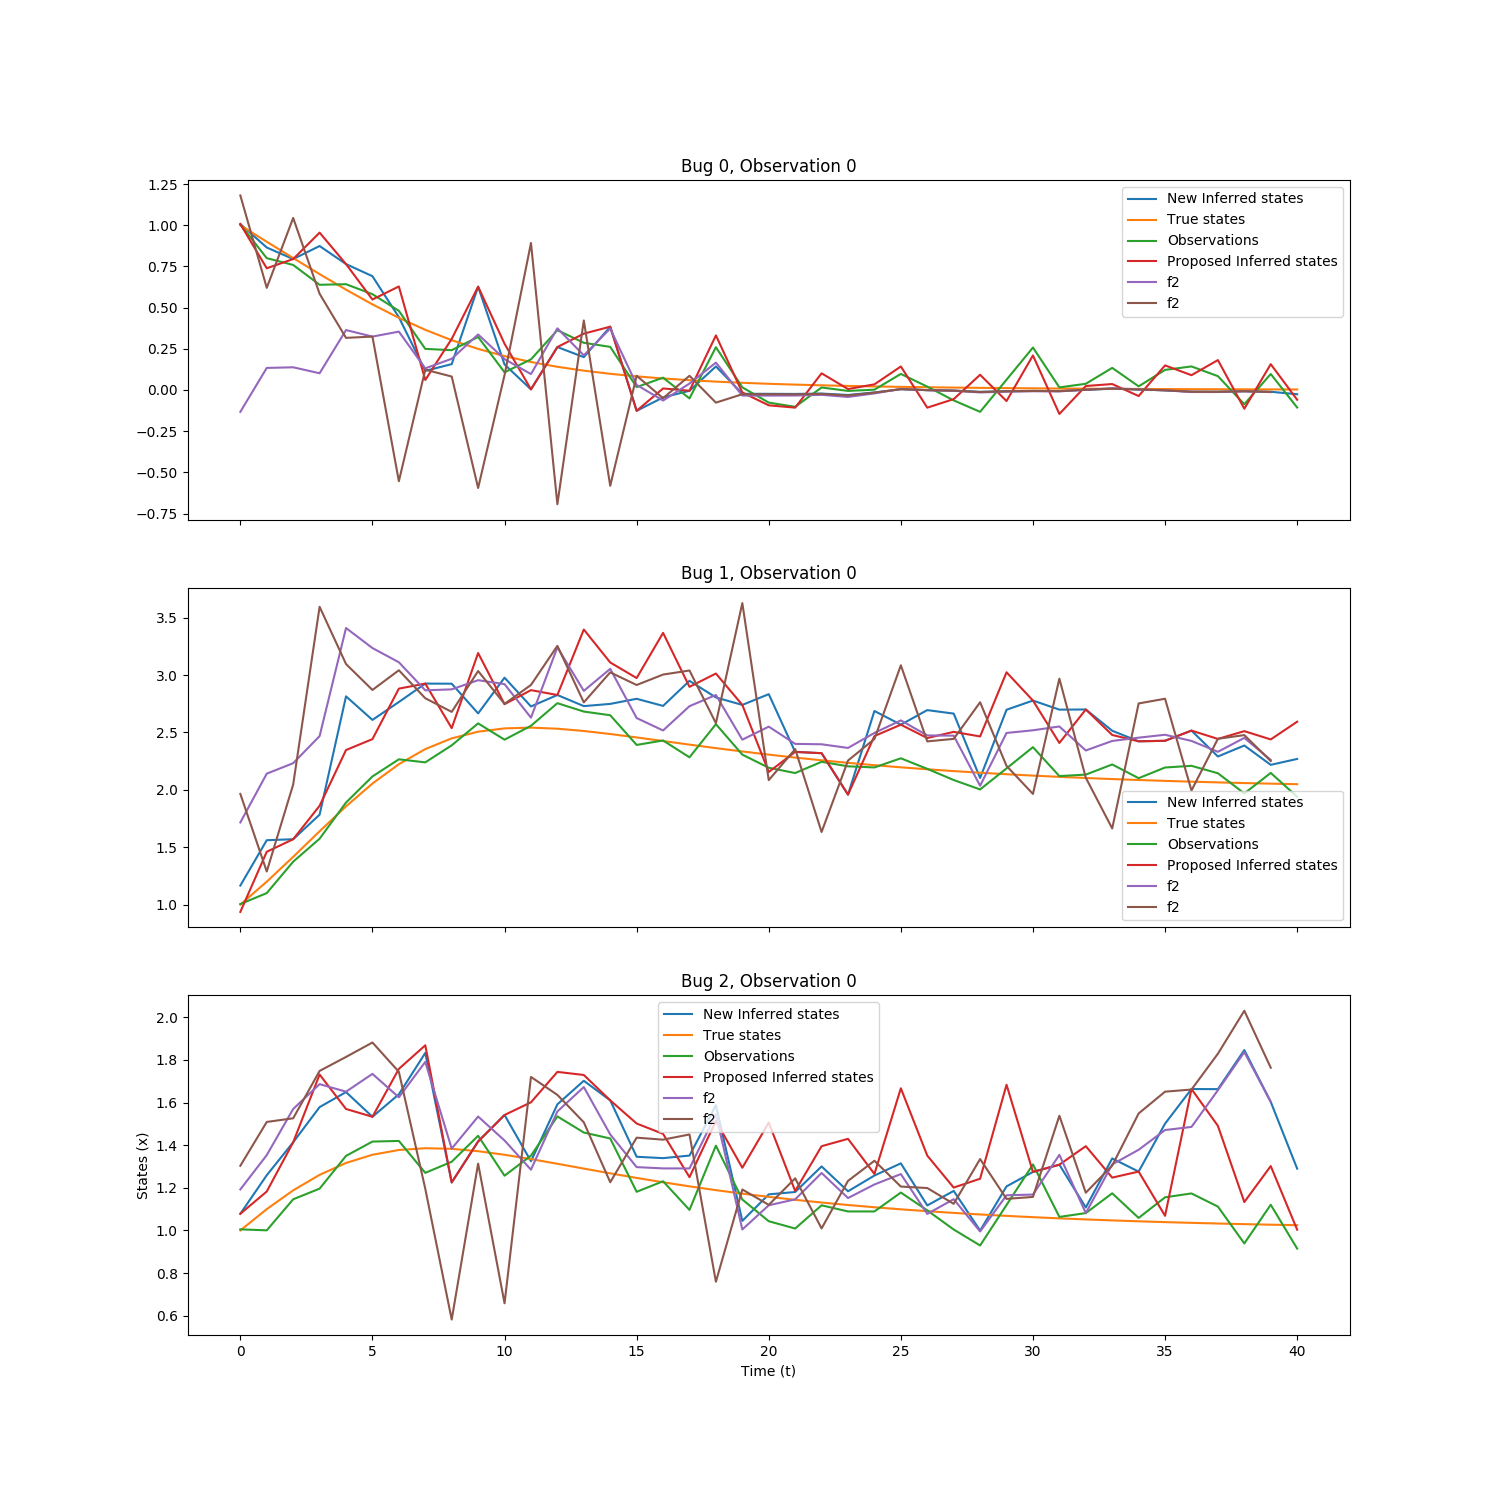 Bug 0, Observation 0
1.25
1.00
0.75
0.50
0.25
0.00
−0.25
−0.50
−0.75
New Inferred states
True states
Observations
Proposed Inferred states
f2
f2
Bug 1, Observation 0
3.5
3.0
2.5
2.0
1.5
1.0
New Inferred states
True states
Observations
Proposed Inferred states
f2
f2
Bug 2, Observation 0
States (x)
2.0
1.8
1.6
1.4
1.2
1.0
0.8
0.6
New Inferred states
True states
Observations
Proposed Inferred states
f2
f2
0 5 10 15 20 25 30 35 40
Time (t)